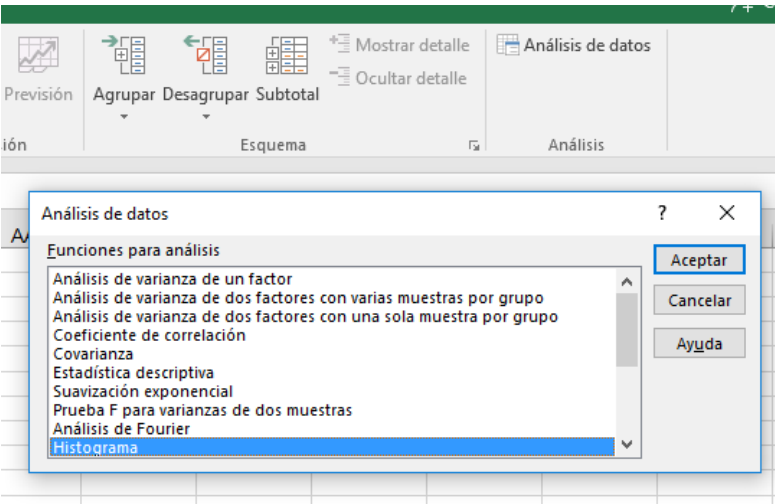 Mostrar detalle
Análisis de datos
Ocultar detalle
Previsión
Agrupar Desagrupar Subtotal
ión
Esquema
Análisis
Análisis de datos
?
Funciones para análisis
Análisis de varianza de un factor
Análisis de varianza de dos factores con varias muestras por grupo
Análisis de varianza de dos factores con una sola muestra por grupo
Coeficiente de correlación
Covarianza
Estadística descriptiva
Suavización exponencial
Prueba F para varianzas de dos muestras
Análisis de Fourier
Histograma
Aceptar
Cancelar
Ayuda